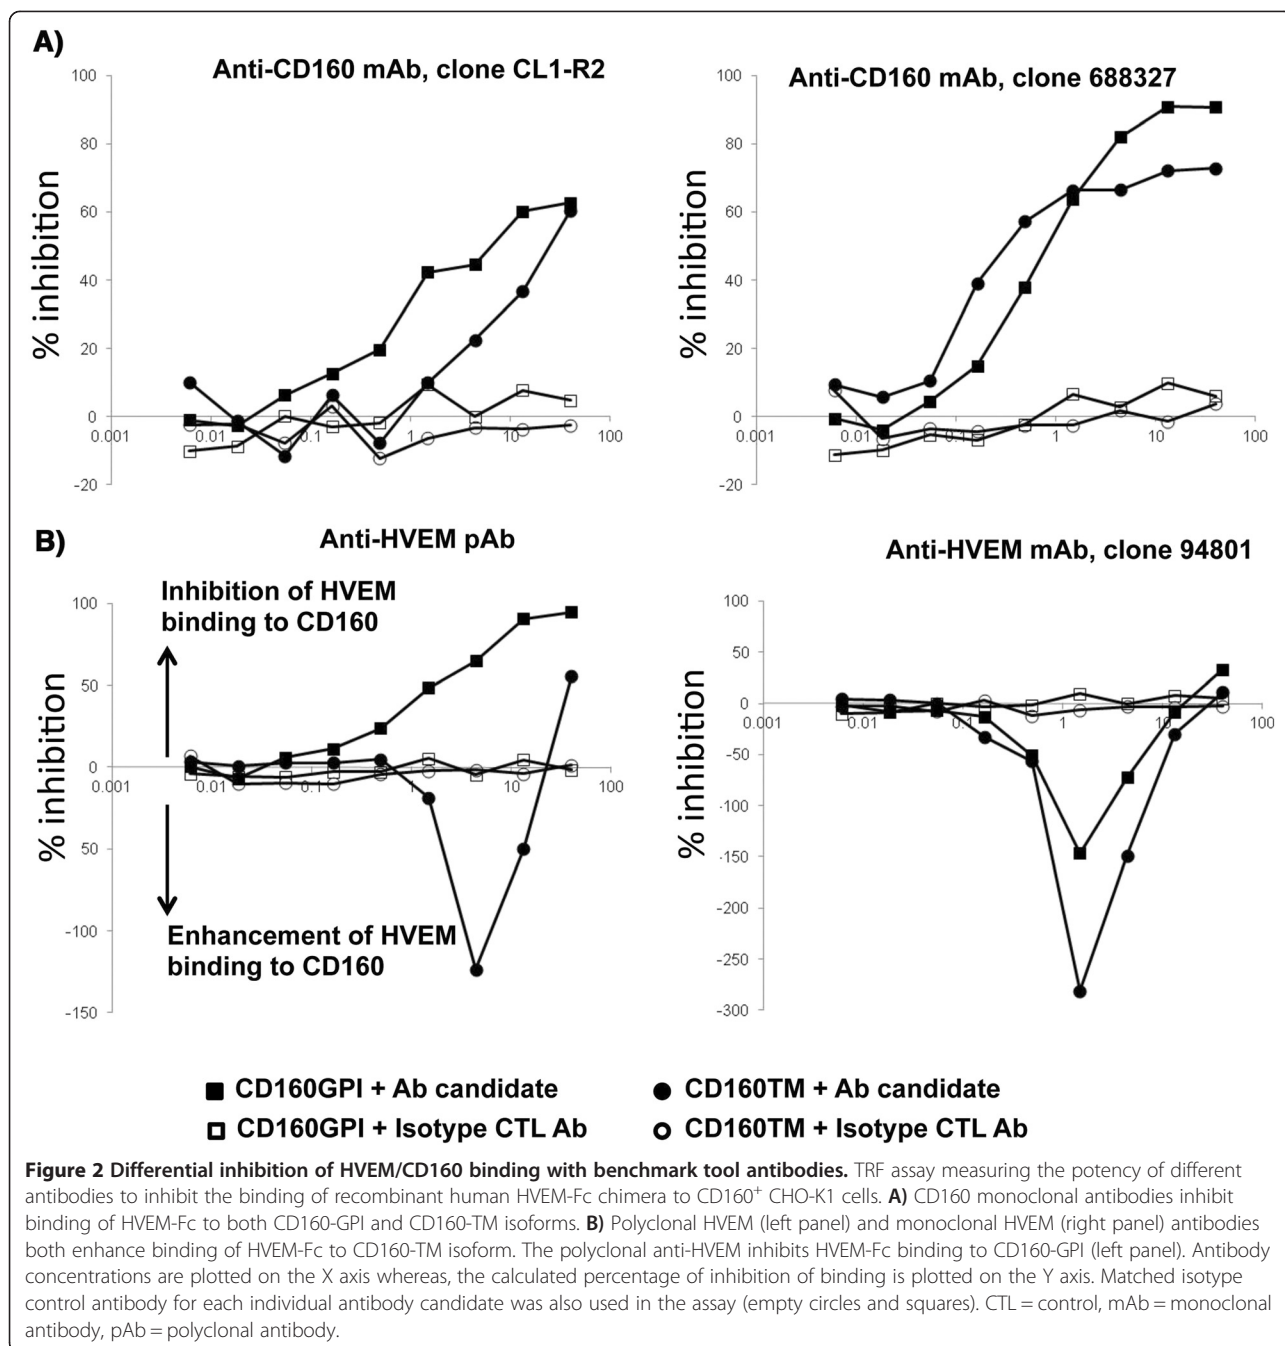 A)
Anti-CD160 mAb, clone CL1-R2
Anti-CD160 mAb, clone 688327
100
80
60
40
20
0
-20
% inhibition
0.001
0.01
0.1
1
10
100
100
80
60
40
20
0
-20
% inhibition
0.001
0.01
0.1
1
10
100
B)
Anti-HVEM pAb
Anti-HVEM mAb, clone 94801
Inhibition of HVEM
binding to CD160
Enhancement of HVEM
binding to CD160
100
50
0
50
-100
-150
% inhibition
0.001
0.01
0.1
1
10
100
100
50
0
-50
-100
-150
-200
-250
-300
% inhibition
0.001
0.01
0.1
1
10
100
CD160GPI + Ab candidate
CD160TM + Ab candidate
CD160GPI + Isotype CTL Ab
CD160TM + Isotype CTL Ab
Figure 2 Differential inhibition of HVEM/CD160 binding with benchmark tool antibodies. TRF assay measuring the potency of different
antibodies to inhibit the binding of recombinant human HVEM-Fc chimera to CD160+ CHO-K1 cells. A) CD160 monoclonal antibodies inhibit
binding of HVEM-Fc to both CD160-GPI and CD160-TM isoforms. B) Polyclonal HVEM (left panel) and monoclonal HVEM (right panel) antibodies
both enhance binding of HVEM-Fc to CD160-TM isoform. The polyclonal anti-HVEM inhibits HVEM-Fc binding to CD160-GPI (left panel). Antibody
concentrations are plotted on the X axis whereas, the calculated percentage of inhibition of binding is plotted on the Y axis. Matched isotype
control antibody for each individual antibody candidate was also used in the assay (empty circles and squares). CTL = control, mAb = monoclonal
antibody, pAb = polyclonal antibody.